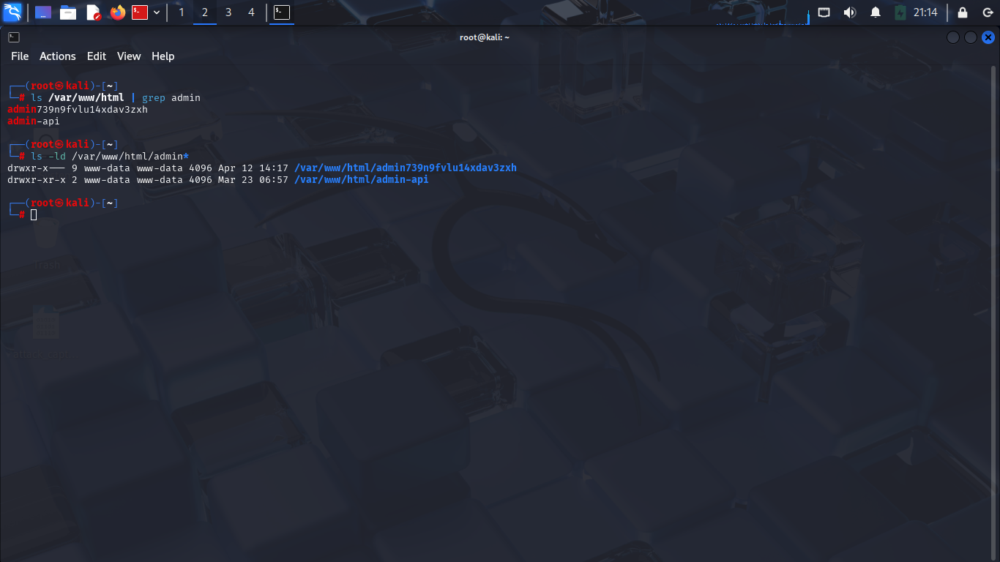 1 2 3 4 21:14
root@kali: ~
File Actions Edit View Help
┌──(root㉿kali)-[~]
└─# ls /var/www/html | grep admin
admin739n9fvlu14xdav3zxh
admin-api
┌──(root㉿kali)-[~]
└─# ls -ld /var/www/html/admin*
drwxr-x--- 9 www-data www-data 4096 Apr 12 14:17 /var/www/html/admin739n9fvlu14xdav3zxh
drwxr-xr-x 2 www-data www-data 4096 Mar 23 06:57 /var/www/html/admin-api
┌──(root㉿kali)-[~]
└─#
Trash